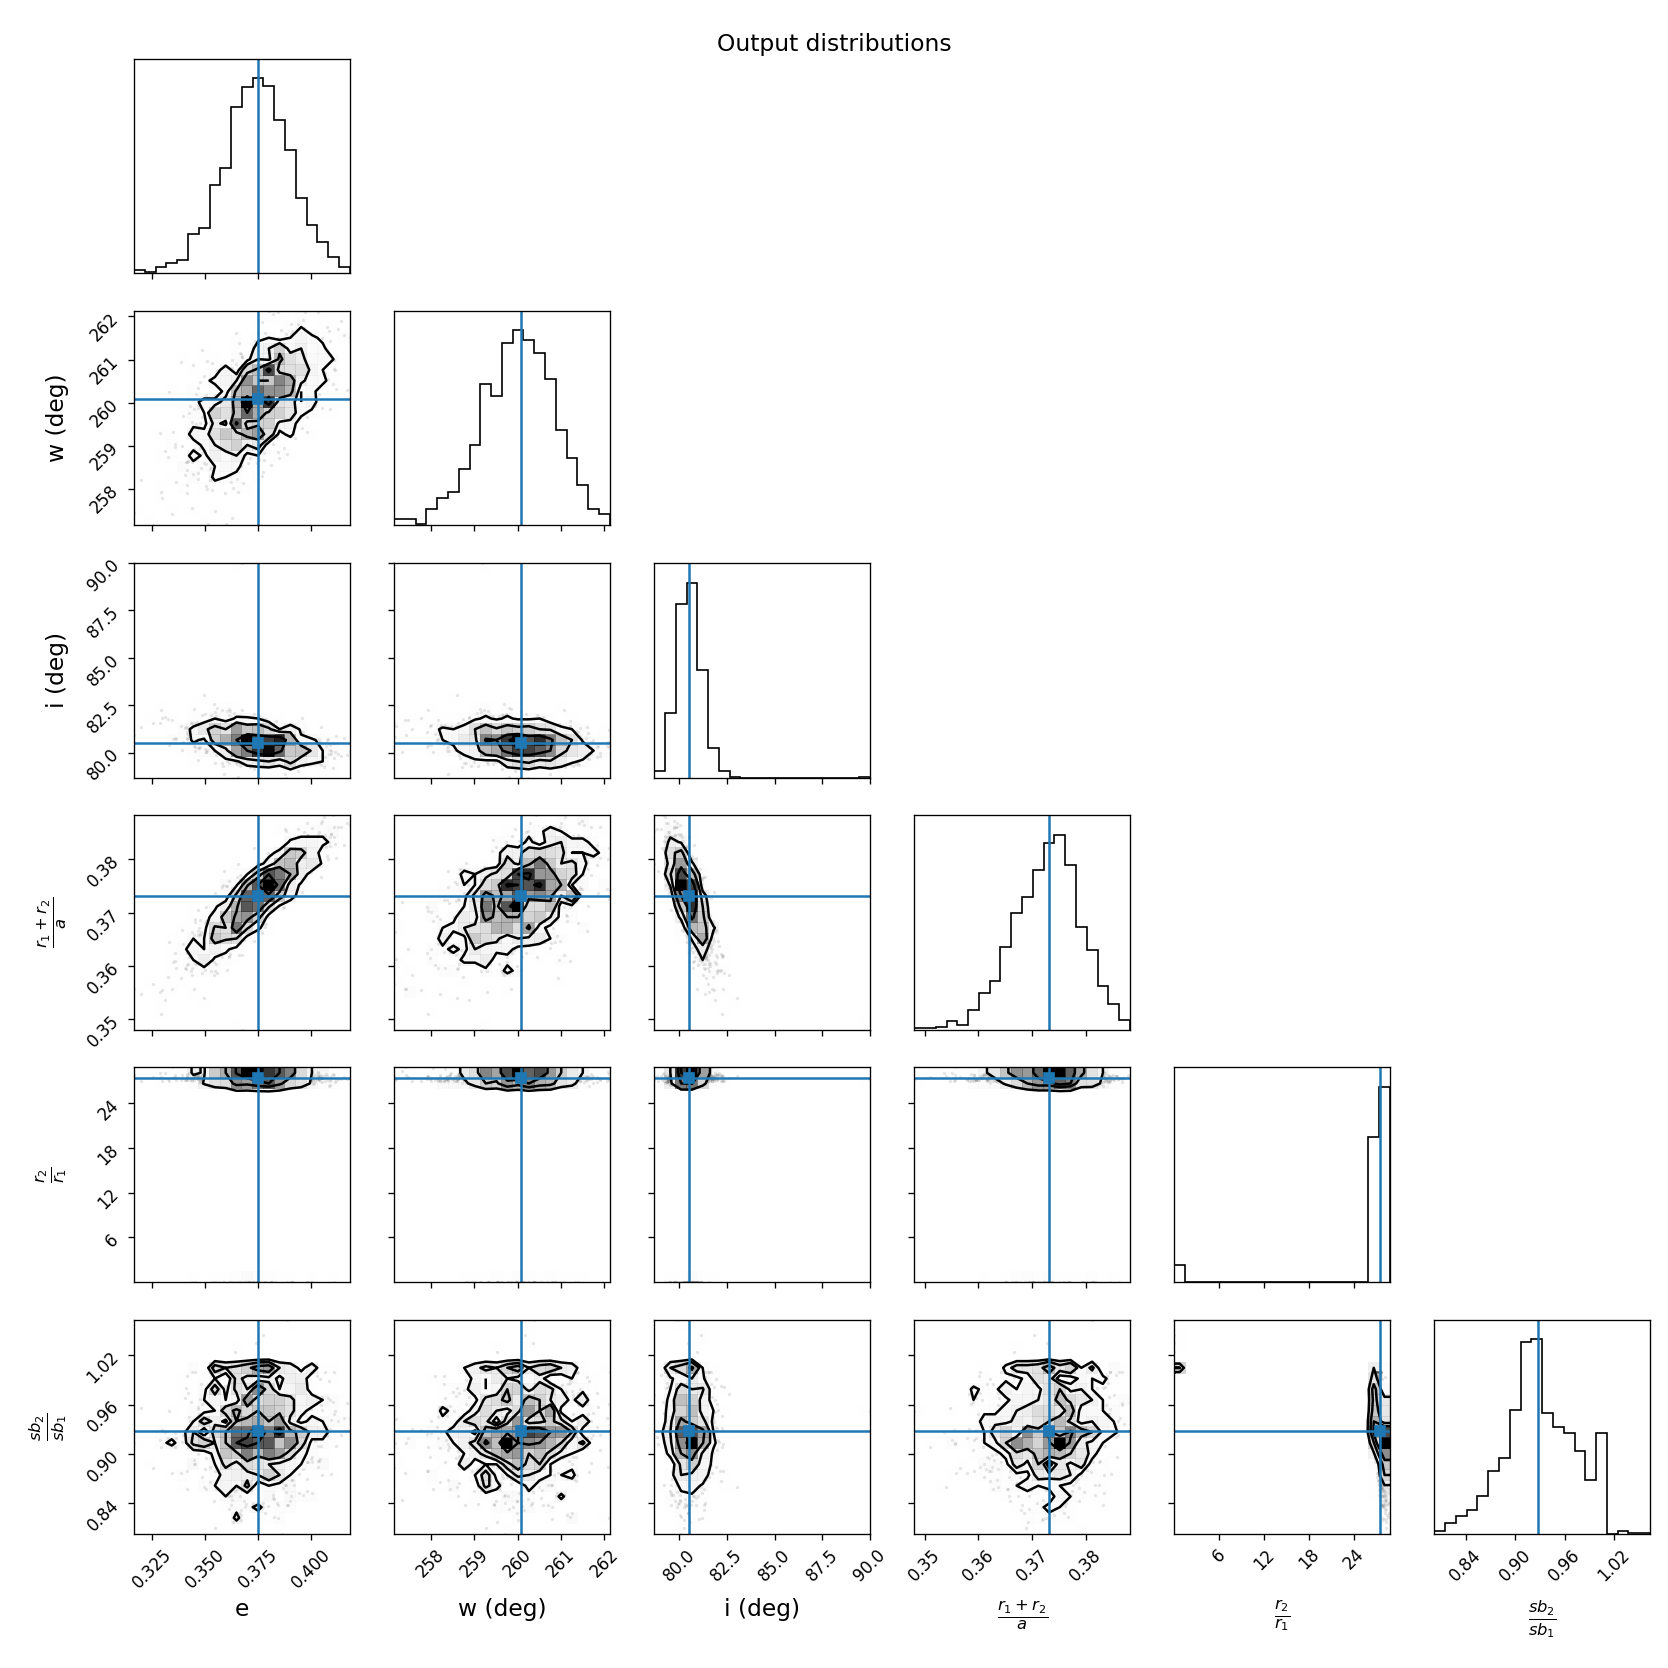 Output distributions
w (deg)
262
261
260
259
258
i (deg)
90.0
87.5
85.0
82.5
80.0
r₁ + r₂
a
0.38
0.37
0.36
0.35
r₂
r₁
24
18
12
6
sb₂
sb₁
1.02
0.96
0.90
0.84
0.325 0.350 0.375 0.400
258 259 260 261 262
80.0 82.5 85.0 87.5 90.0
0.35 0.36 0.37 0.38
6 12 18 24
0.84 0.90 0.96 1.02
e
w (deg)
i (deg)
r₁ + r₂
a
r₂
r₁
sb₂
sb₁